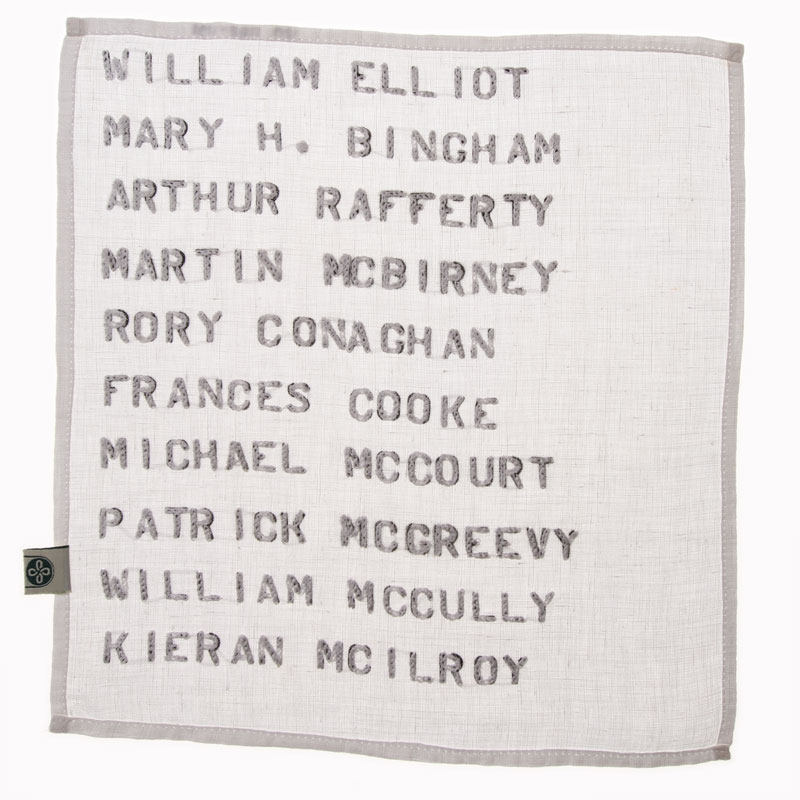 WILLIAM ELLIOT
MARY H. BINGHAM
ARTHUR RAFFERTY
MARTIN MCBIRNEY
RORY CONAGHAN
FRANCES COOKE
MICHAEL MCCOURT
PATRICK MCGREEVY
WILLIAM MCCULLY
KIERAN MCILROY